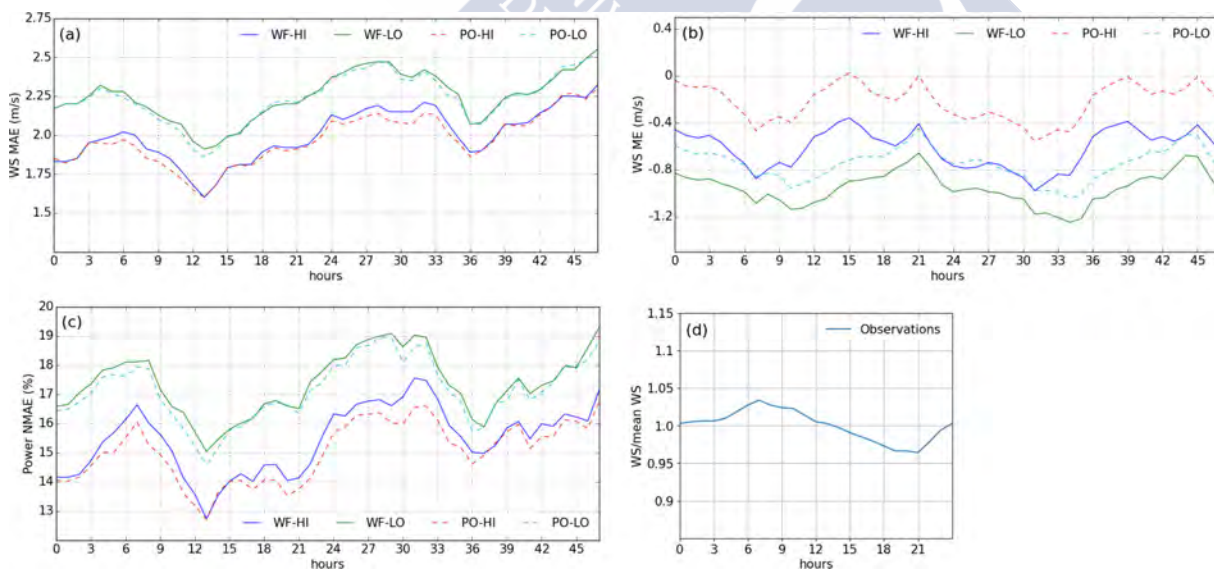 2.75
2.5
2.25
2.0
1.75
1.5
WS MAE (m/s)
(a)
WF-HI WF-LO PO-HI PO-LO
0 3 6 9 12 15 18 21 24 27 30 33 36 39 42 45
hours
0.4
0
-0.4
-0.8
-1.2
WS ME (m/s)
(b)
WF-HI WF-LO PO-HI PO-LO
0 3 6 9 12 15 18 21 24 27 30 33 36 39 42 45
hours
20
19
18
17
16
15
14
13
Power NMAE (%)
(c)
WF-HI WF-LO PO-HI PO-LO
0 3 6 9 12 15 18 21 24 27 30 33 36 39 42 45
hours
1.15
1.1
1.05
1.0
0.95
0.9
WS/mean WS
(d)
Observations
0 3 6 9 12 15 18 21
hours